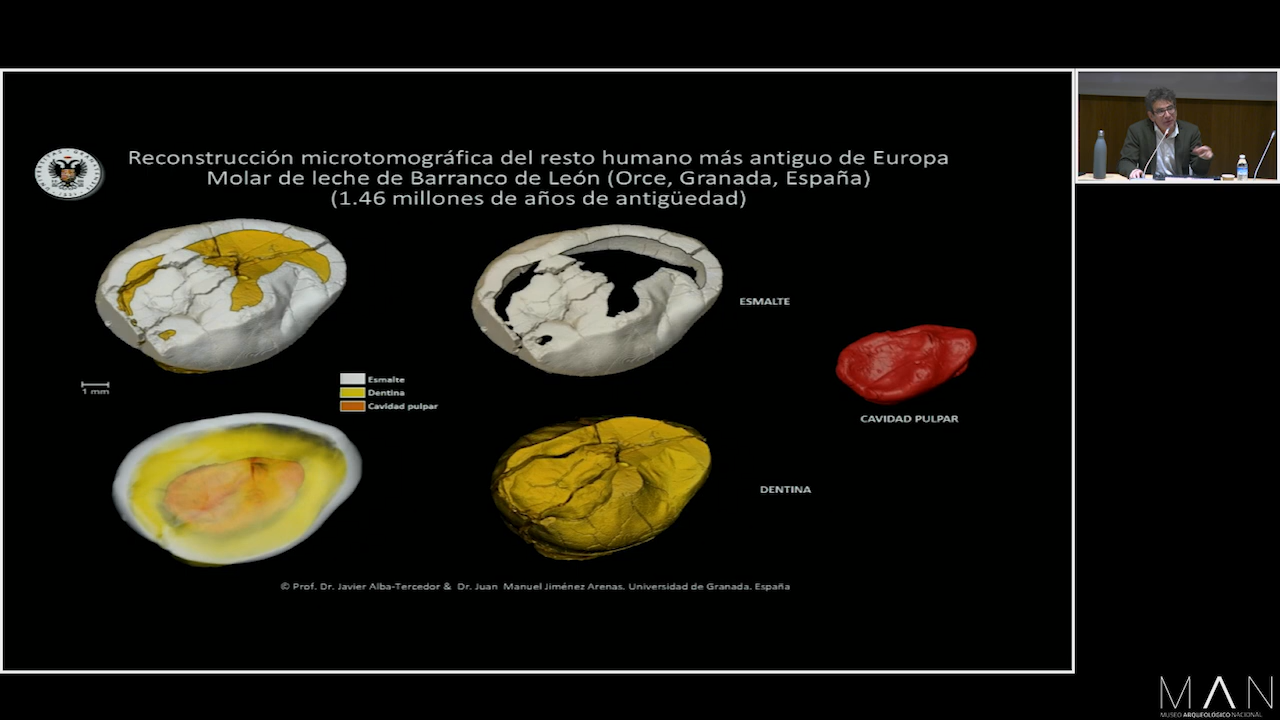 Reconstrucción microtomográfica del resto humano más antiguo de Europa
Molar de leche de Barranco de León (Orce, Granada, España)
(1.46 millones de años de antigüedad)
ESMALTE
1 mm
Esmalte
Dentina
Cavidad pulpar
CAVIDAD PULPAR
DENTINA
© Prof. Dr. Javier Alba-Tercedor & Dr. Juan Manuel Jiménez Arenas. Universidad de Granada. España
MAN
MUSEO ARQUEOLÓGICO NACIONAL